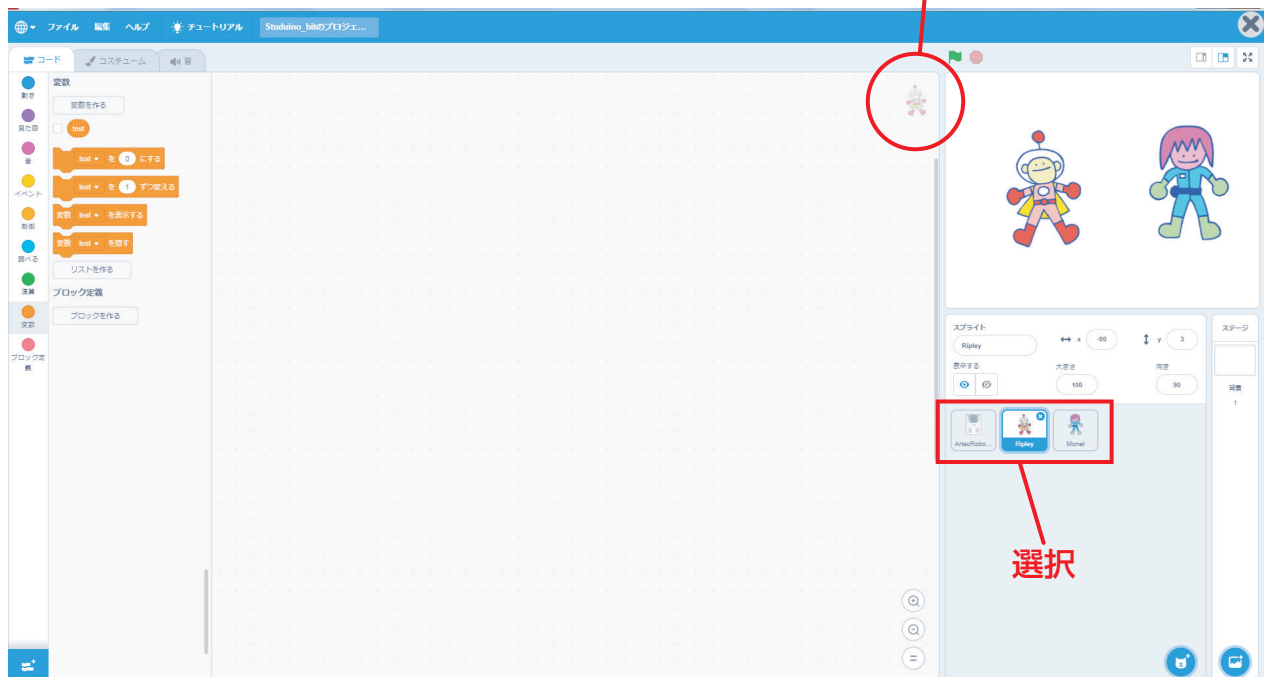 ファイル 編集 ヘルプ チュートリアル Studuino_bitのプロジェ...
コード コスチューム 音
動き
見た目
音
イベント
制御
調べる
演算
変数
ブロック定義
変数
変数を作る
test
test を 0 にする
test を 1 ずつ変える
変数 test を表示する
変数 test を隠す
リストを作る
ブロック定義
ブロックを作る
スプライト
Ripley
x -90
y 3
表示する
大きさ
100
向き
90
ArtecRobo...
Ripley
Monet
ステージ
背景
1
選択